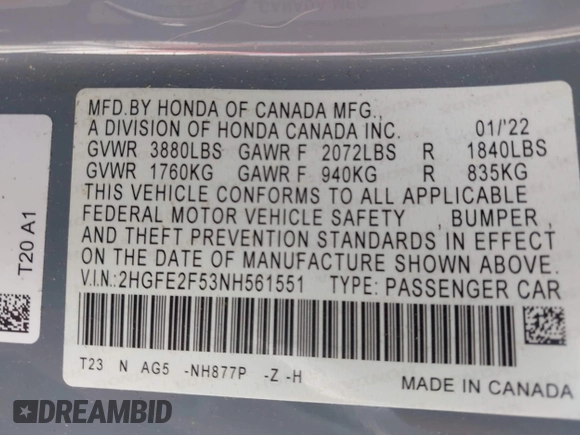 MFD.BY HONDA OF CANADA MFG.,
A DIVISION OF HONDA CANADA INC. 01/'22
GVWR 3880LBS GAWR F 2072LBS R 1840LBS
GVWR 1760KG GAWR F 940KG R 835KG
THIS VEHICLE CONFORMS TO ALL APPLICABLE
FEDERAL MOTOR VEHICLE SAFETY , BUMPER ,
AND THEFT PREVENTION STANDARDS IN EFFECT
ON THE DATE OF MANUFACTURE SHOWN ABOVE.
V.I.N.:2HGFE2F53NH561551 TYPE: PASSENGER CAR
T23 N AG5 -NH877P -Z -H
MADE IN CANADA
T20 A1
DREAMBID